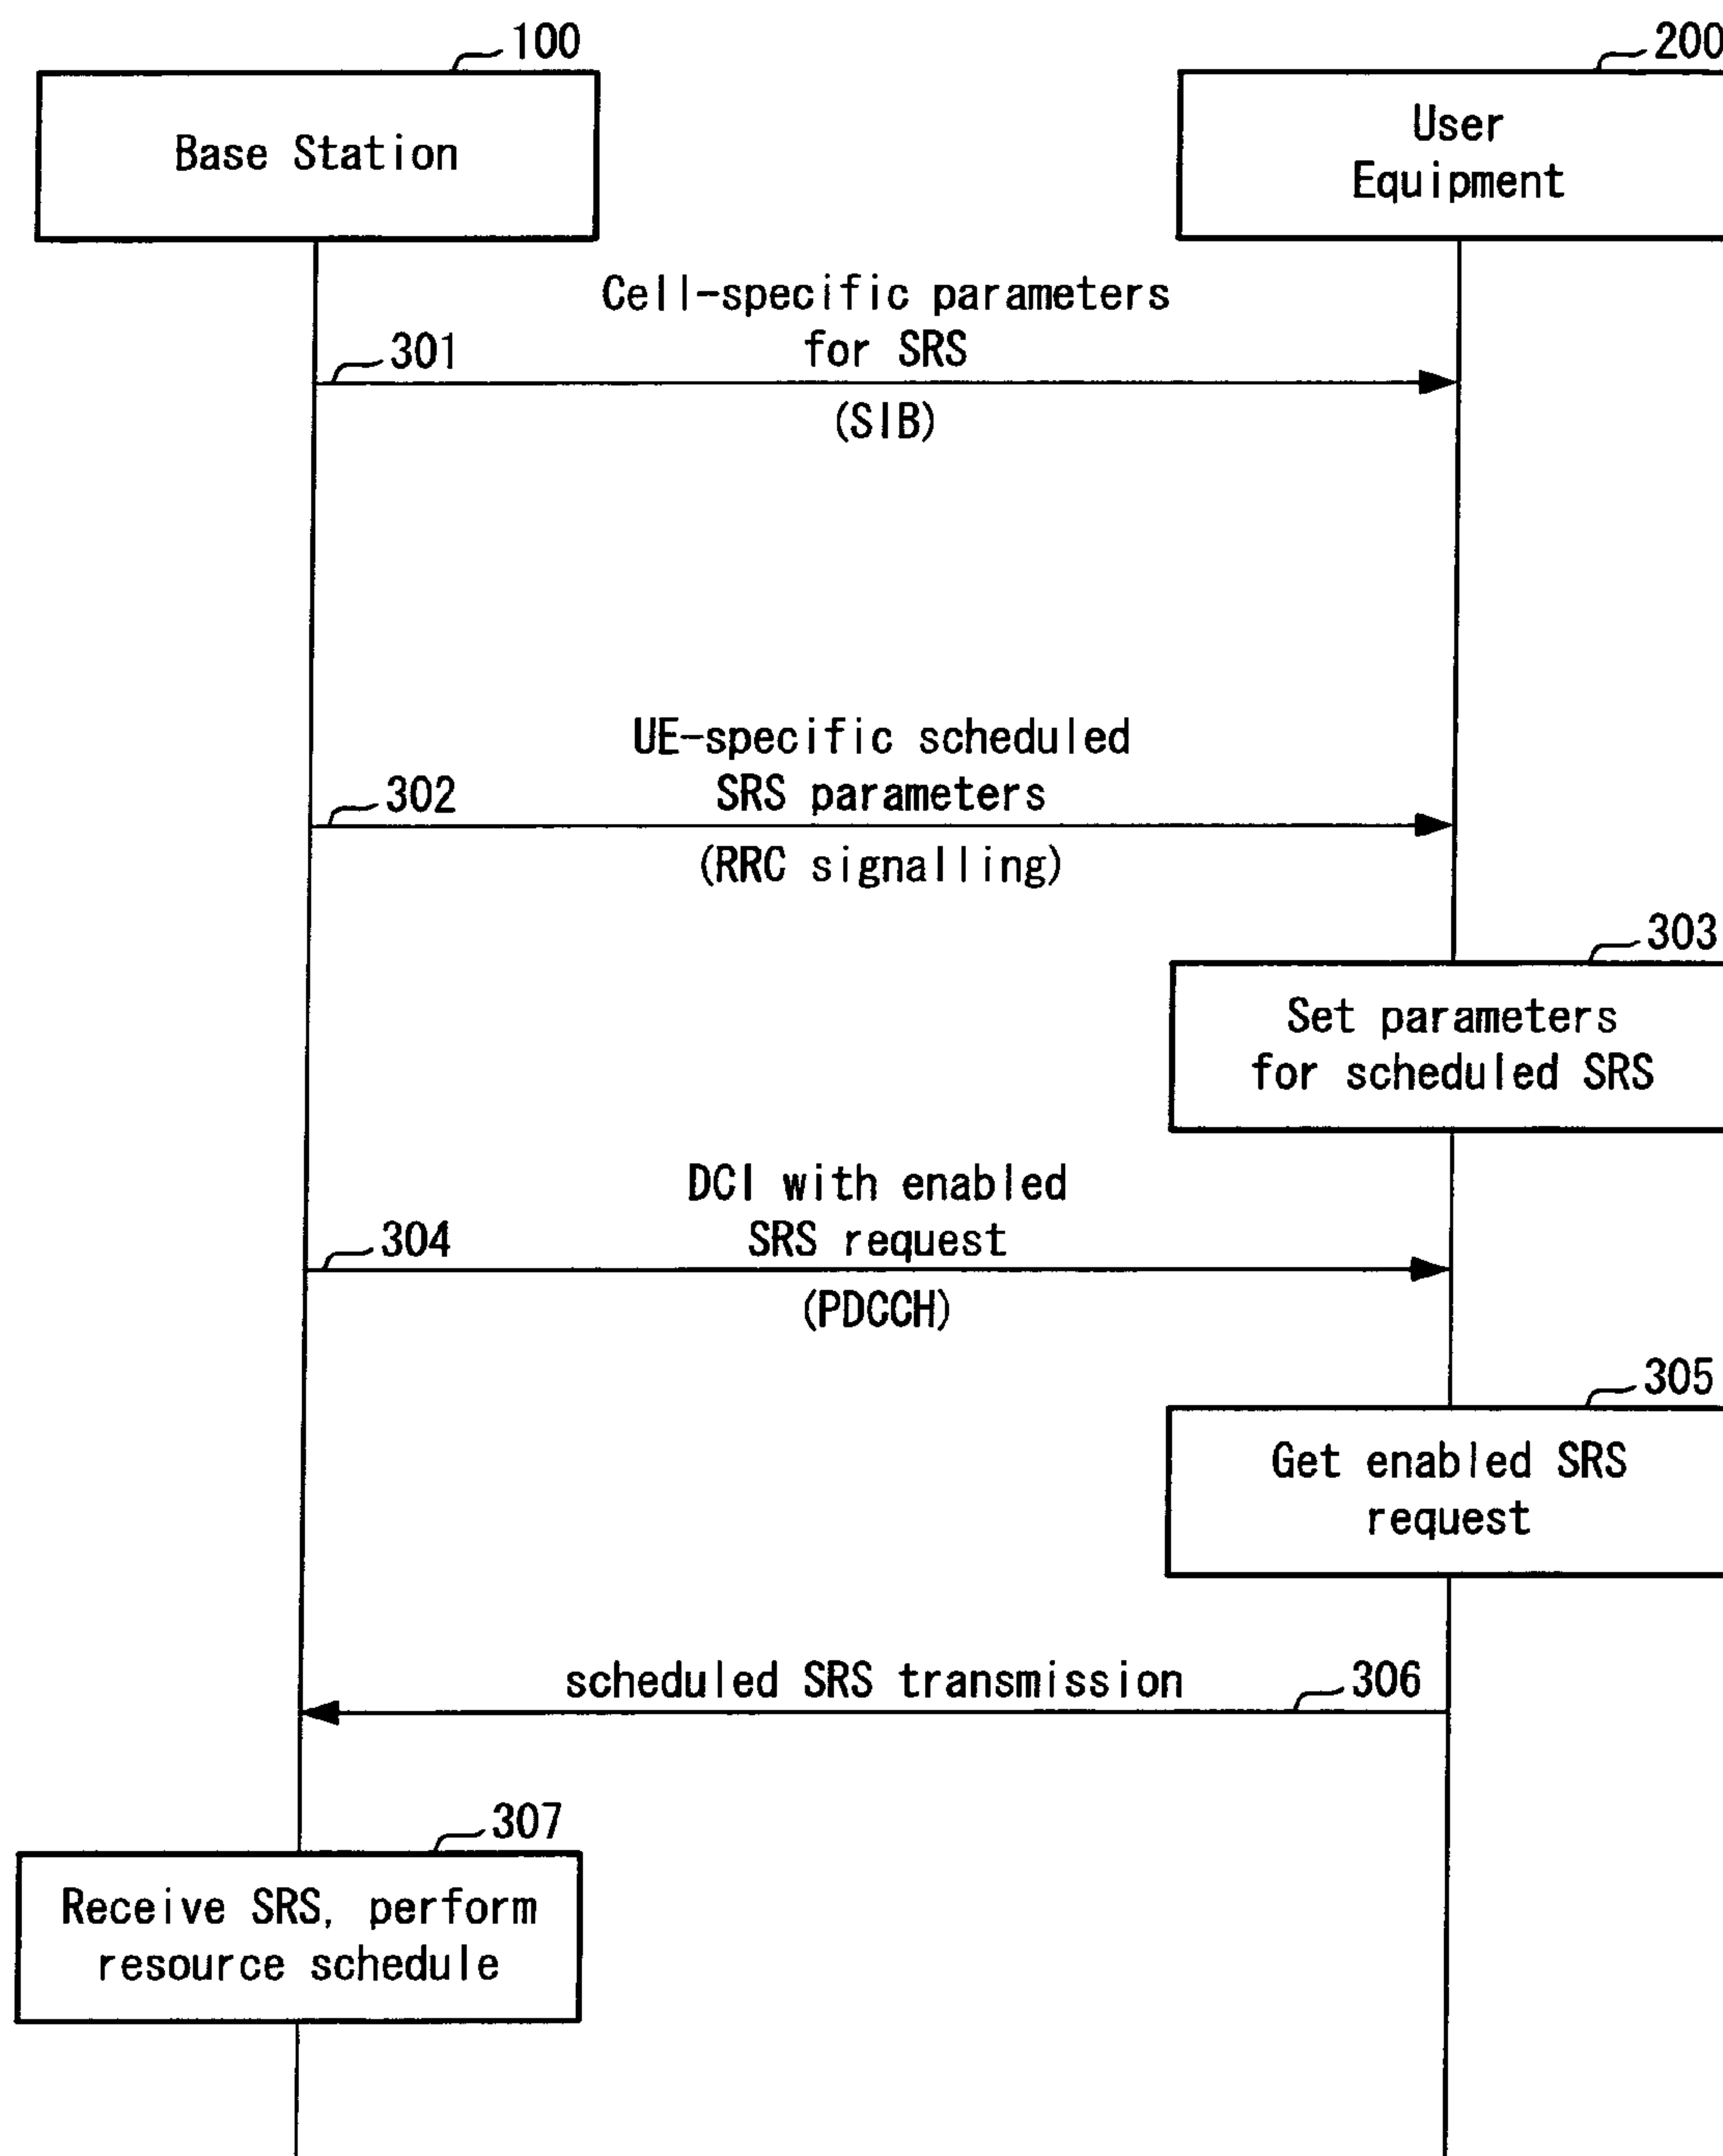 100
Base Station
200
User
Equipment
Cell-specific parameters
for SRS
301
(SIB)
UE-specific scheduled
SRS parameters
302
(RRC signalling)
303
Set parameters
for scheduled SRS
DCI with enabled
SRS request
304
(PDCCH)
305
Get enabled SRS
request
scheduled SRS transmission
306
307
Receive SRS, perform
resource schedule